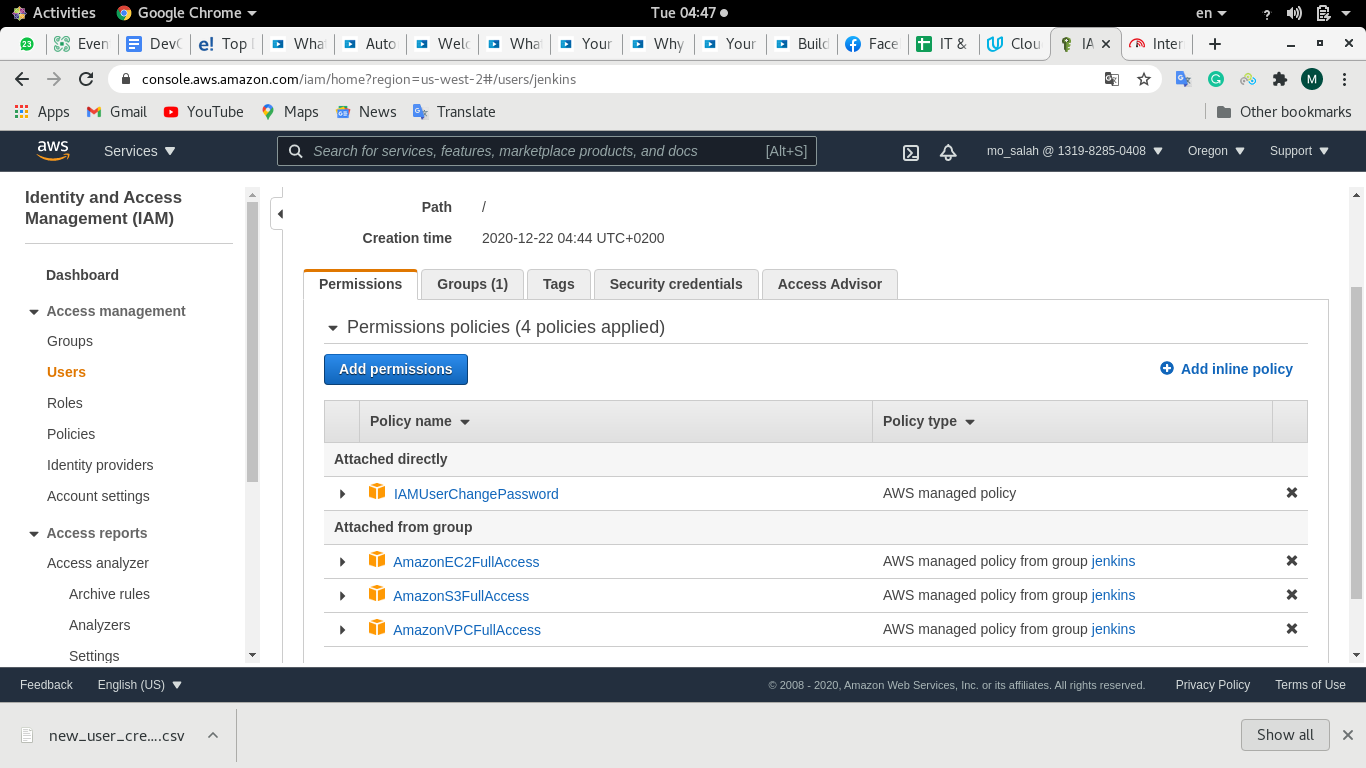 Activities Google Chrome Tue 04:47 en ?
23 Even DevO Top What Auto Welc What Your Why Your Build Face IT & Clou IA Inter
console.aws.amazon.com/iam/home?region=us-west-2#/users/jenkins M
Apps Gmail YouTube Maps News Translate Other bookmarks
aws Services Search for services, features, marketplace products, and docs [Alt+S] mo_salah @ 1319-8285-0408 Oregon Support
Identity and Access
Management (IAM)
Dashboard
Access management
Groups
Users
Roles
Policies
Identity providers
Account settings
Access reports
Access analyzer
Archive rules
Analyzers
Settings
Path /
Creation time 2020-12-22 04:44 UTC+0200
Permissions Groups (1) Tags Security credentials Access Advisor
Permissions policies (4 policies applied)
Add permissions Add inline policy
Policy name Policy type
Attached directly
IAMUserChangePassword AWS managed policy
Attached from group
AmazonEC2FullAccess AWS managed policy from group jenkins
AmazonS3FullAccess AWS managed policy from group jenkins
AmazonVPCFullAccess AWS managed policy from group jenkins
Feedback English (US) © 2008 - 2020, Amazon Web Services, Inc. or its affiliates. All rights reserved. Privacy Policy Terms of Use
new_user_cre....csv Show all